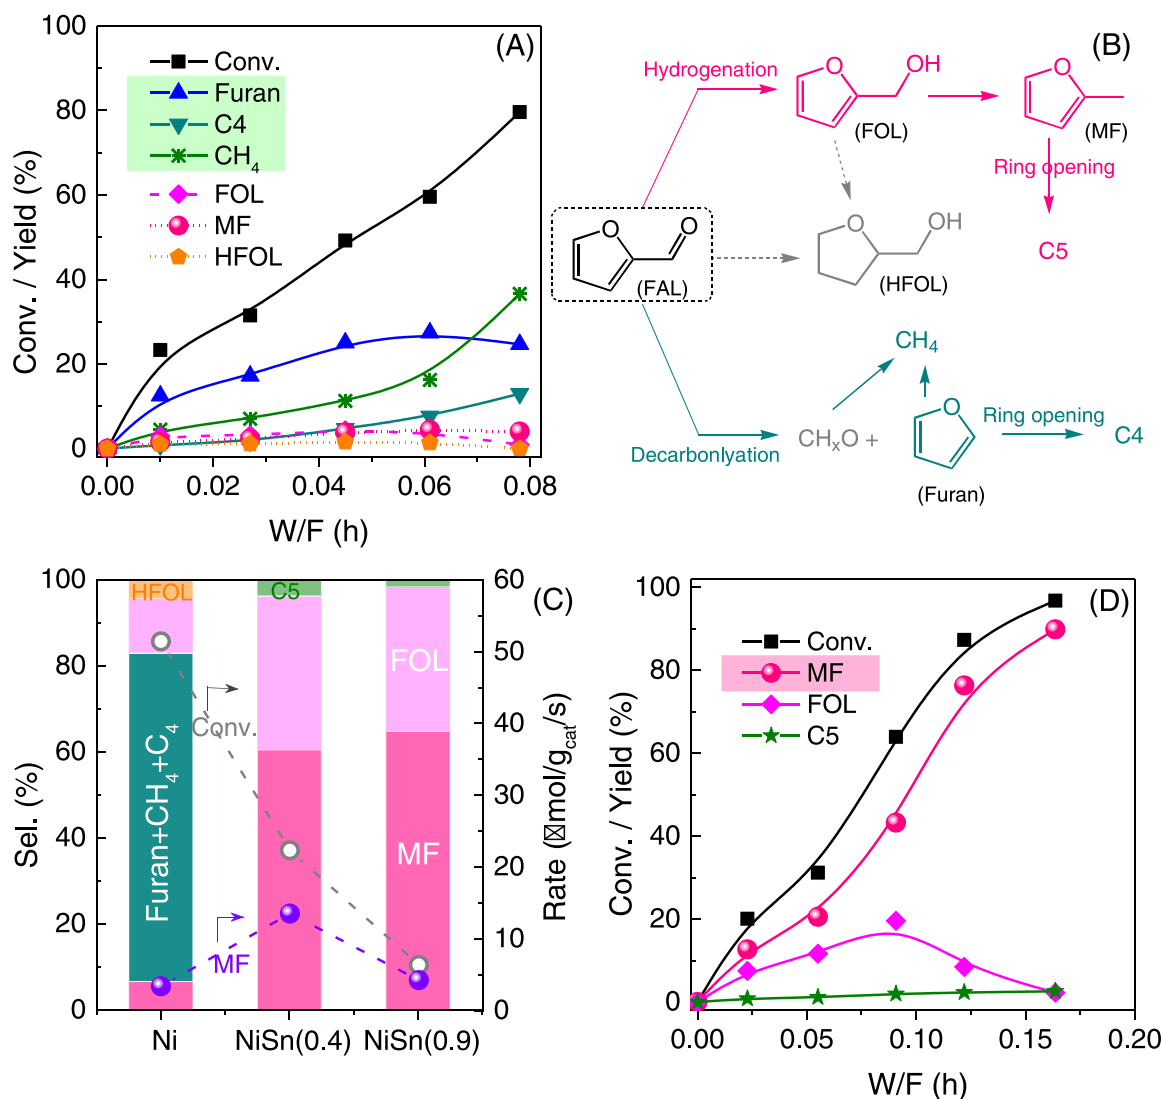 (A)
100
80
60
40
20
0
Conv. / Yield (%)
Conv.
Furan
C4
CH4
FOL
MF
HFOL
0.00 0.02 0.04 0.06 0.08
W/F (h)
(B)
Hydrogenation
O OH
(FOL)
O
(MF)
Ring opening
C5
O OH
(HFOL)
O O
(FAL)
CH4
Decarbonlyation
CHxO +
O
(Furan)
Ring opening
C4
(C)
100
80
60
40
20
0
Sel. (%)
HFOL
C5
FOL
Furan+CH4+C4
Conv.
MF
MF
60
50
40
30
20
10
0
Rate (□mol/gcat/s)
Ni NiSn(0.4) NiSn(0.9)
(D)
100
80
60
40
20
0
Conv. / Yield (%)
Conv.
MF
FOL
C5
0.00 0.05 0.10 0.15 0.20
W/F (h)